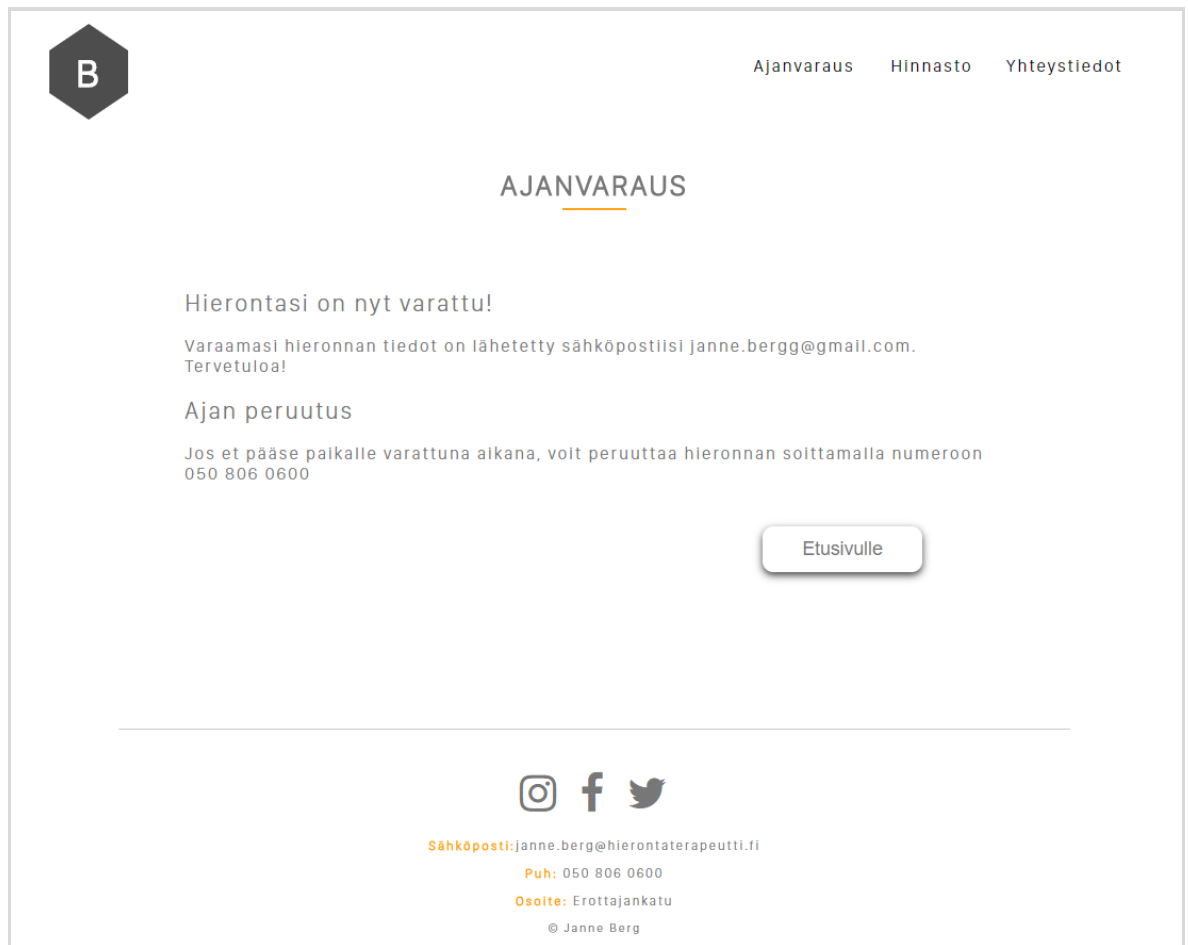 B
Ajanvaraus Hinnasto Yhteystiedot
AJANVARAUS
Hierontasi on nyt varattu!
Varaamasi hieronnan tiedot on lähetetty sähköpostiisi janne.bergg@gmail.com.
Tervetuloa!
Ajan peruutus
Jos et pääse paikalle varattuna aikana, voit peruuttaa hieronnan soittamalla numeroon
050 806 0600
Etusivulle
Sähköposti:janne.berg@hierontaterapeutti.fi
Puh: 050 806 0600
Osoite: Erottajankatu
© Janne Berg